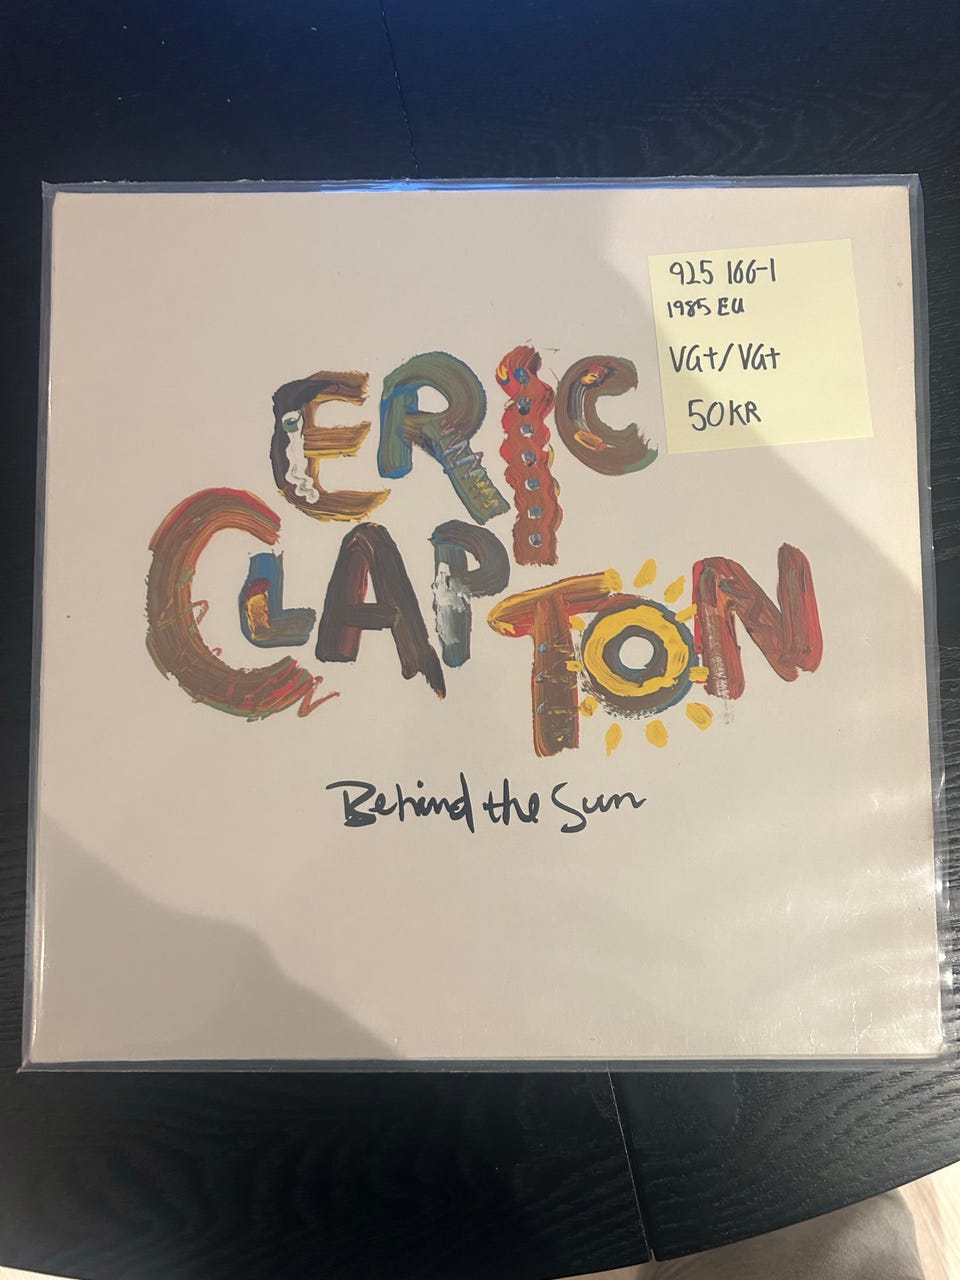 925 166-1
1985 EU
VG+/VG+
50KR
ERIC
CLAPTON
Behind the Sun